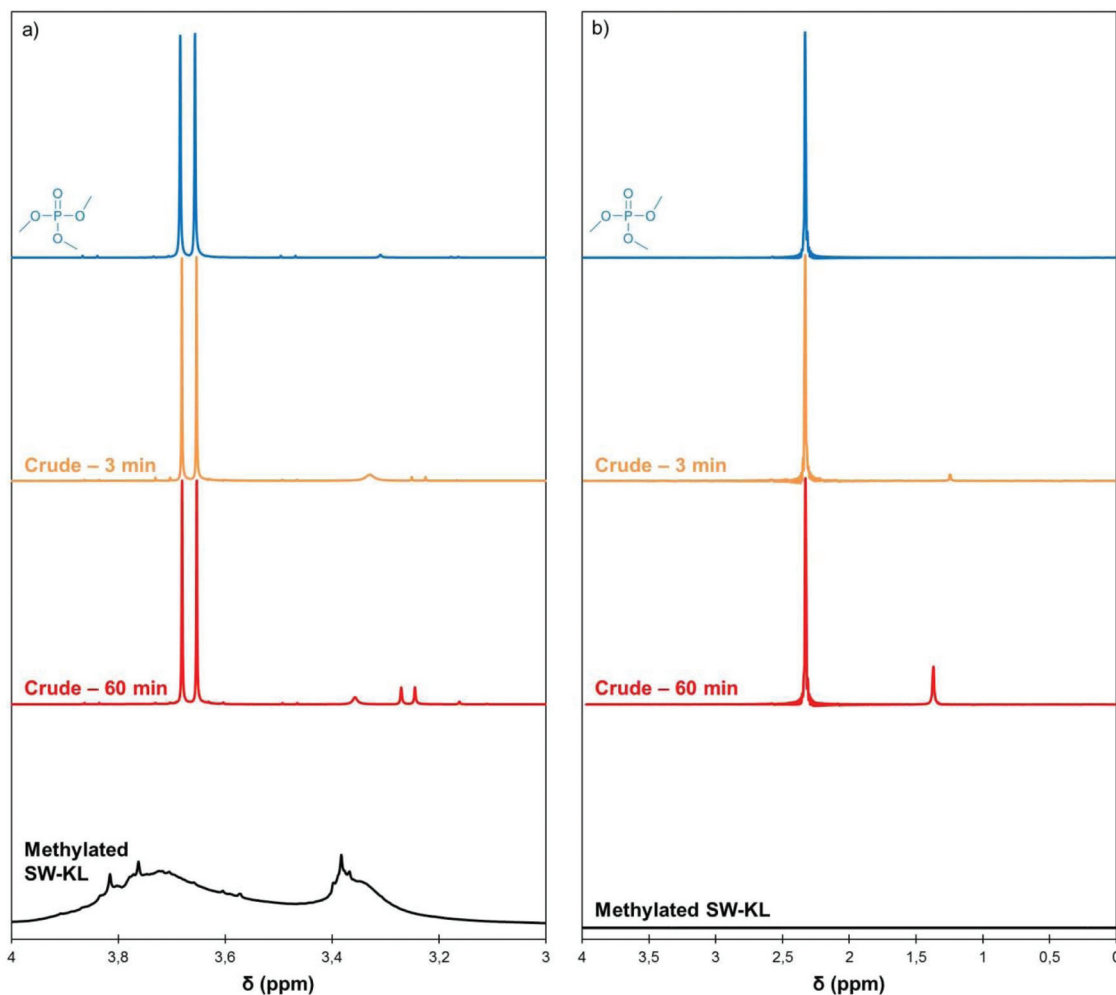 a)
O
O P O
O
Crude – 3 min
Crude – 60 min
Methylated
SW-KL
4 3,8 3,6 3,4 3,2 3
δ (ppm)
b)
O
O P O
O
Crude – 3 min
Crude – 60 min
Methylated SW-KL
4 3,5 3 2,5 2 1,5 1 0,5 0
δ (ppm)